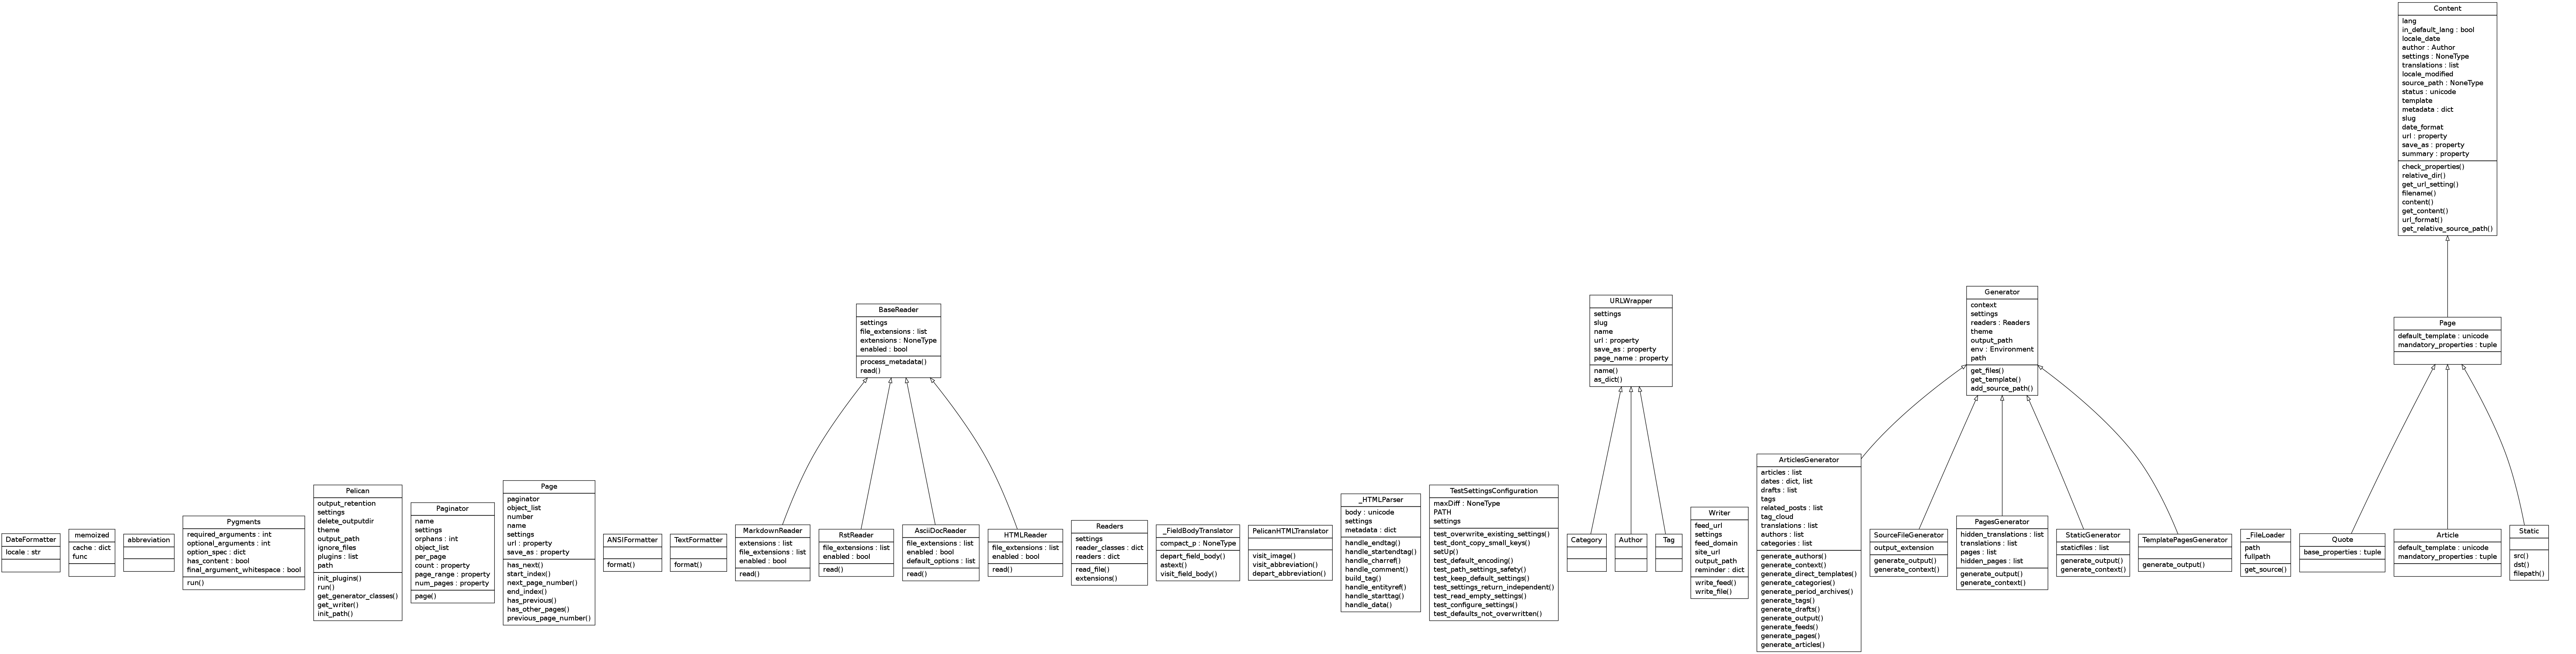 Content
lang
in_default_lang : bool
locale_date
author : Author
settings : NoneType
translations : list
locale_modified
source_path : NoneType
status : unicode
template
metadata : dict
slug
date_format
url : property
save_as : property
summary : property
check_properties()
relative_dir()
get_url_setting()
filename()
content()
get_content()
url_format()
get_relative_source_path()
BaseReader
settings
file_extensions : list
extensions : NoneType
enabled : bool
process_metadata()
read()
URLWrapper
settings
slug
name
url : property
save_as : property
page_name : property
name()
as_dict()
Generator
context
settings
readers : Readers
theme
output_path
env : Environment
path
get_files()
get_template()
add_source_path()
Page
default_template : unicode
mandatory_properties : tuple
DateFormatter
locale : str
memoized
cache : dict
func
abbreviation
Pygments
required_arguments : int
optional_arguments : int
option_spec : dict
has_content : bool
final_argument_whitespace : bool
run()
Pelican
output_retention
settings
delete_outputdir
theme
output_path
ignore_files
plugins : list
path
init_plugins()
run()
get_generator_classes()
get_writer()
init_path()
Paginator
name
settings
orphans : int
object_list
per_page
count : property
page_range : property
num_pages : property
page()
Page
paginator
object_list
number
name
settings
url : property
save_as : property
has_next()
start_index()
next_page_number()
end_index()
has_previous()
has_other_pages()
previous_page_number()
ANSIFormatter
format()
TextFormatter
format()
MarkdownReader
extensions : list
file_extensions : list
enabled : bool
read()
RstReader
file_extensions : list
enabled : bool
read()
AsciiDocReader
file_extensions : list
enabled : bool
default_options : list
read()
HTMLReader
file_extensions : list
enabled : bool
read()
Readers
settings
reader_classes : dict
readers : dict
read_file()
extensions()
_FieldBodyTranslator
compact_p : NoneType
depart_field_body()
astext()
visit_field_body()
PelicanHTMLTranslator
visit_image()
visit_abbreviation()
depart_abbreviation()
_HTMLParser
body : unicode
settings
metadata : dict
handle_endtag()
handle_startendtag()
handle_charref()
handle_comment()
build_tag()
handle_entityref()
handle_starttag()
handle_data()
TestSettingsConfiguration
maxDiff : NoneType
PATH
settings
test_overwrite_existing_settings()
test_dont_copy_small_keys()
setUp()
test_default_encoding()
test_path_settings_safety()
test_keep_default_settings()
test_settings_return_independent()
test_read_empty_settings()
test_configure_settings()
test_defaults_not_overwritten()
Category
Author
Tag
Writer
feed_url
settings
feed_domain
site_url
output_path
reminder : dict
write_feed()
write_file()
ArticlesGenerator
articles : list
dates : dict, list
drafts : list
tags
related_posts : list
tag_cloud
translations : list
authors : list
categories : list
generate_authors()
generate_context()
generate_direct_templates()
generate_categories()
generate_period_archives()
generate_tags()
generate_drafts()
generate_output()
generate_feeds()
generate_pages()
generate_articles()
SourceFileGenerator
output_extension
generate_output()
generate_context()
PagesGenerator
hidden_translations : list
translations : list
pages : list
hidden_pages : list
generate_output()
generate_context()
StaticGenerator
staticfiles : list
generate_output()
generate_context()
TemplatePagesGenerator
generate_output()
_FileLoader
path
fullpath
get_source()
Quote
base_properties : tuple
Article
default_template : unicode
mandatory_properties : tuple
Static
src()
dst()
filepath()